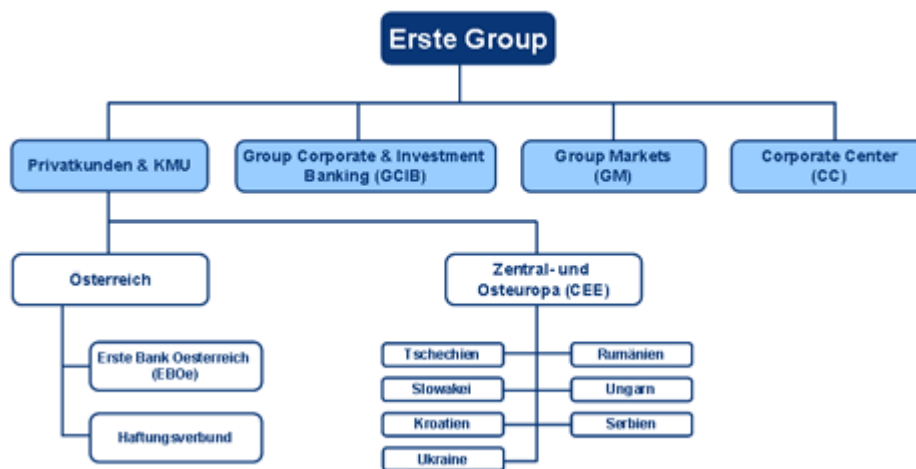 Erste Group
Privatkunden & KMU
Group Corporate & Investment
Banking (GCIB)
Group Markets
(GM)
Corporate Center
(CC)
Österreich
Zentral- und
Osteuropa (CEE)
Erste Bank Oesterreich
(EBOe)
Haftungsverbund
Tschechien
Rumänien
Slowakei
Ungarn
Kroatien
Serbien
Ukraine